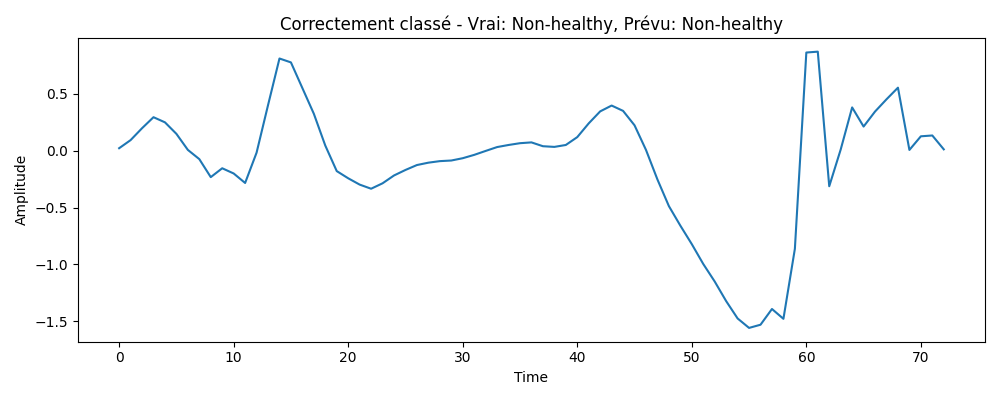 Correctement classé - Vrai: Non-healthy, Prévu: Non-healthy
Amplitude
0.5
0.0
−0.5
−1.0
−1.5
0 10 20 30 40 50 60 70
Time